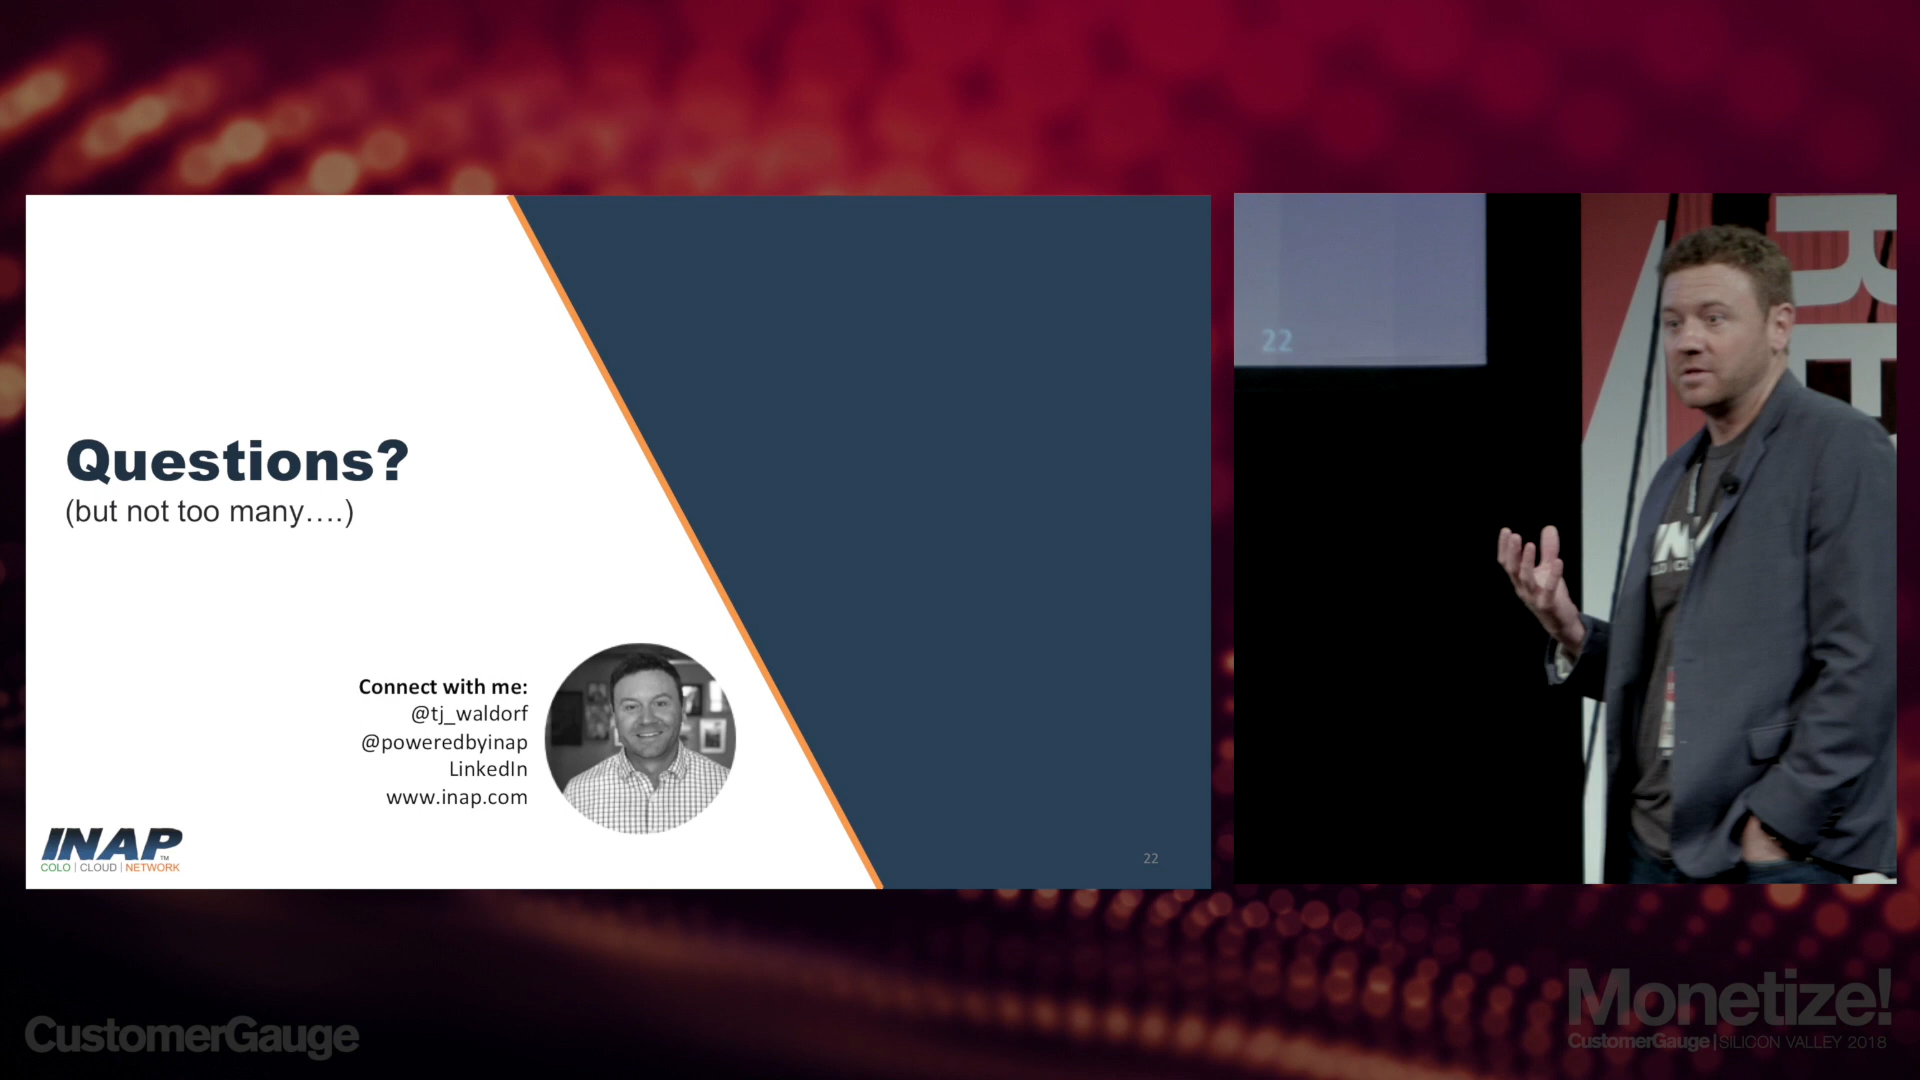 Questions?
(but not too many….)
Connect with me:
@tj_waldorf
@poweredbyinap
LinkedIn
www.inap.com
INAP™
COLO | CLOUD | NETWORK
22
22
CustomerGauge
Monetize!
CustomerGauge | SILICON VALLEY 2018